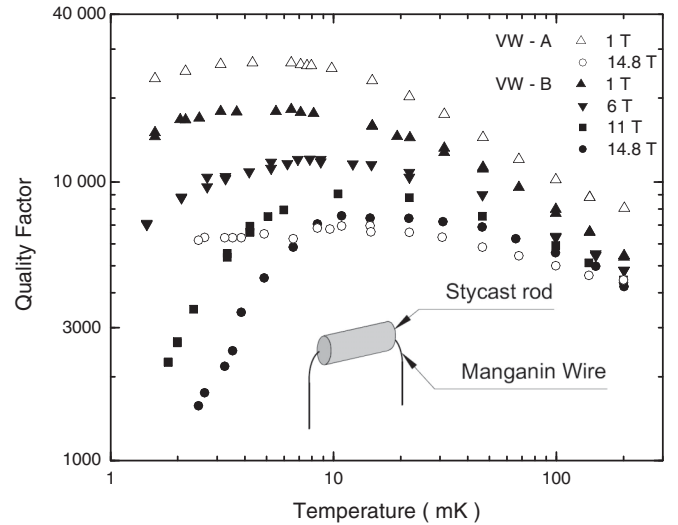 40 000
10 000
3000
1000
Quality Factor
VW - A
1 T
14.8 T
VW - B
1 T
6 T
11 T
14.8 T
Stycast rod
Manganin Wire
1
10
100
Temperature ( mK )